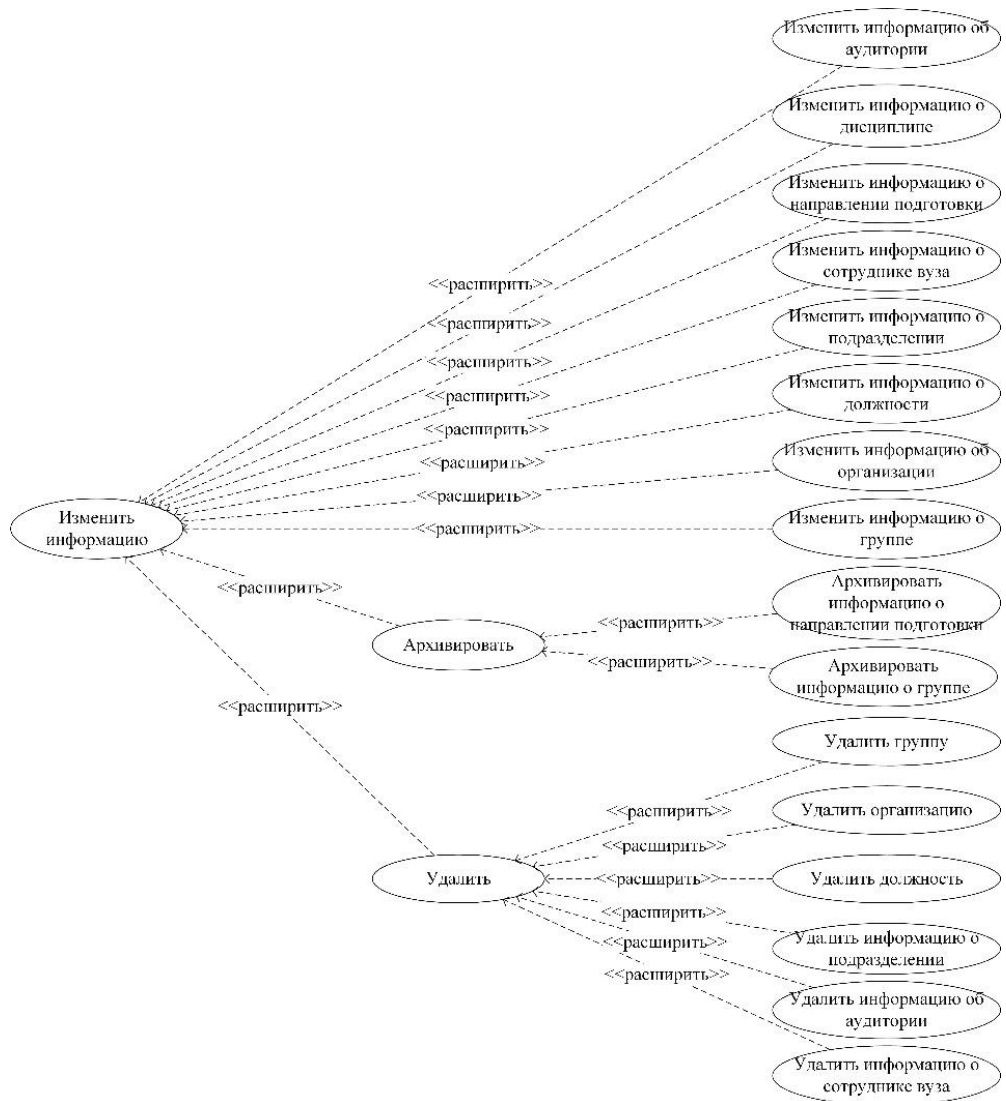 Изменить информацию об
аудитории
Изменить информацию о
дисциплине
Изменить информацию о
направлении подготовки
Изменить информацию о
сотруднике вуза
<<расширить>>
<<расширить>>
Изменить информацию о
подразделении
<<расширить>>
<<расширить>>
Изменить информацию о
должности
<<расширить>>
<<расширить>>
Изменить информацию об
организации
<<расширить>>
Изменить
информацию
<<расширить>>
Изменить информацию о
группе
<<расширить>>
Архивировать
информацию о
направлении подготовки
<<расширить>>
Архивировать
<<расширить>>
Архивировать
информацию о группе
<<расширить>>
Удалить группу
<<расширить>>
Удалить организацию
<<расширить>>
Удалить
<<расширить>>
Удалить должность
<<расширить>>
Удалить информацию о
подразделении
<<расширить>>
<<расширить>>
Удалить информацию об
аудитории
Удалить информацию о
сотруднике вуза